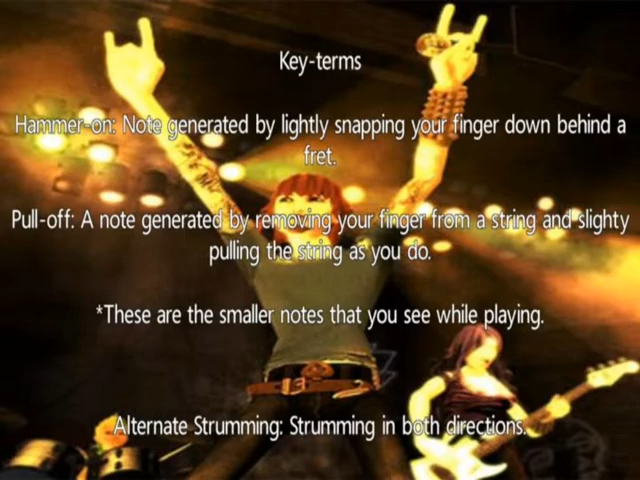 Key-terms
Hammer-on: Note generated by lightly snapping your finger down behind a
fret.
Pull-off: A note generated by removing your finger from a string and slighty
pulling the string as you do.
*These are the smaller notes that you see while playing.
Alternate Strumming: Strumming in both directions.